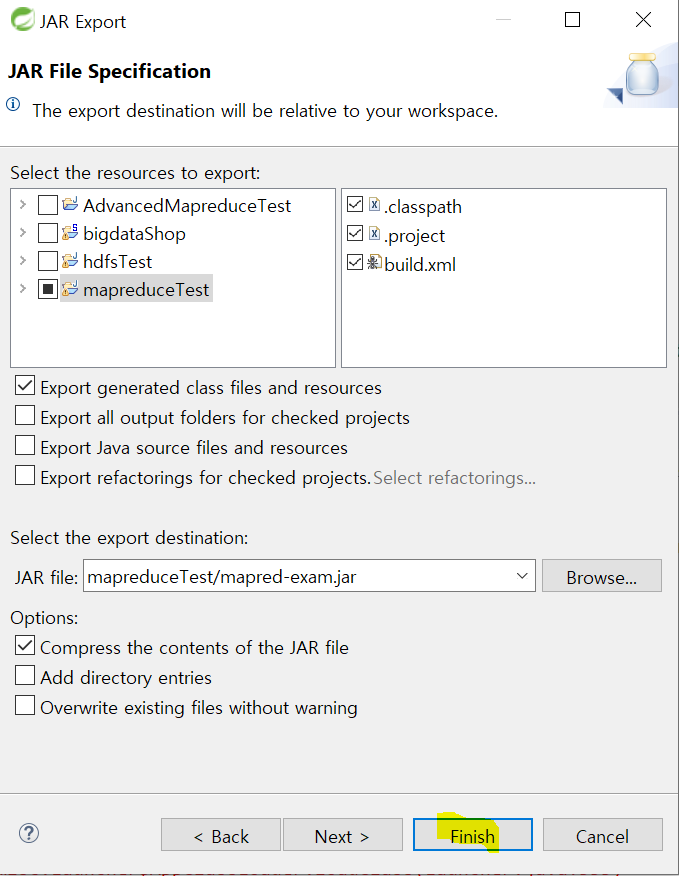 JAR Export
JAR File Specification
The export destination will be relative to your workspace.
Select the resources to export:
AdvancedMapreduceTest
bigdataShop
hdfsTest
mapreduceTest
.classpath
.project
build.xml
Export generated class files and resources
Export all output folders for checked projects
Export Java source files and resources
Export refactorings for checked projects. Select refactorings...
Select the export destination:
JAR file: mapreduceTest/mapred-exam.jar Browse...
Options:
Compress the contents of the JAR file
Add directory entries
Overwrite existing files without warning
? < Back Next > Finish Cancel